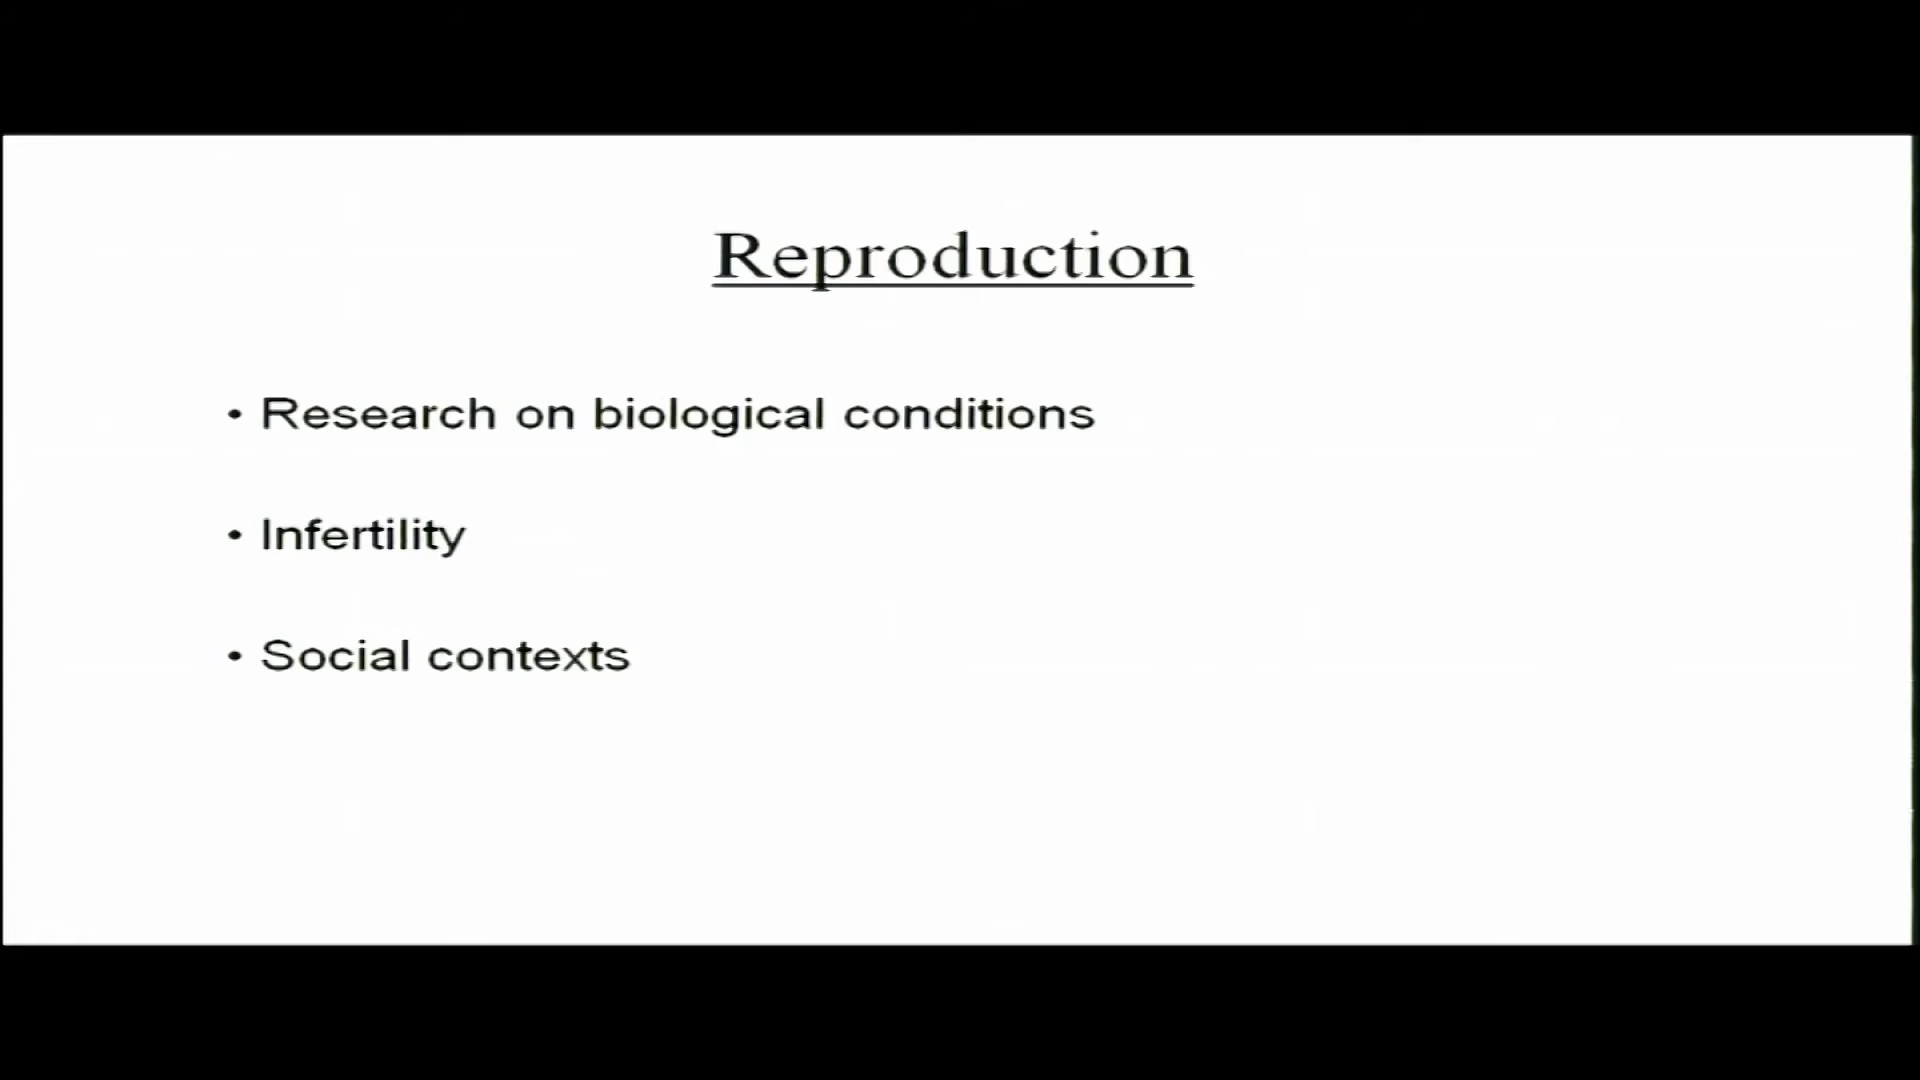 Reproduction
• Research on biological conditions
• Infertility
• Social contexts